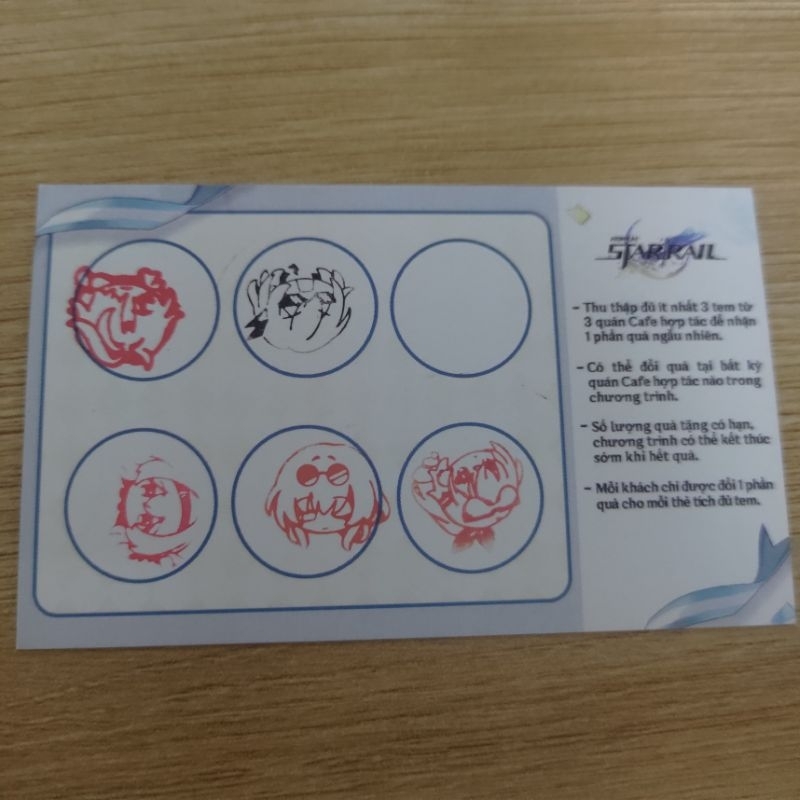 HONKAI
STAR RAIL
- Thu thập đủ ít nhất 3 tem từ
3 quán Cafe hợp tác để nhận
1 phần quà ngẫu nhiên.
- Có thể đổi quà tại bất kỳ
quán Cafe hợp tác nào trong
chương trình.
- Số lượng quà tặng có hạn,
chương trình có thể kết thúc
sớm khi hết quà.
- Mỗi khách chỉ được đổi 1 phần
quà cho mỗi thẻ tích đủ tem.